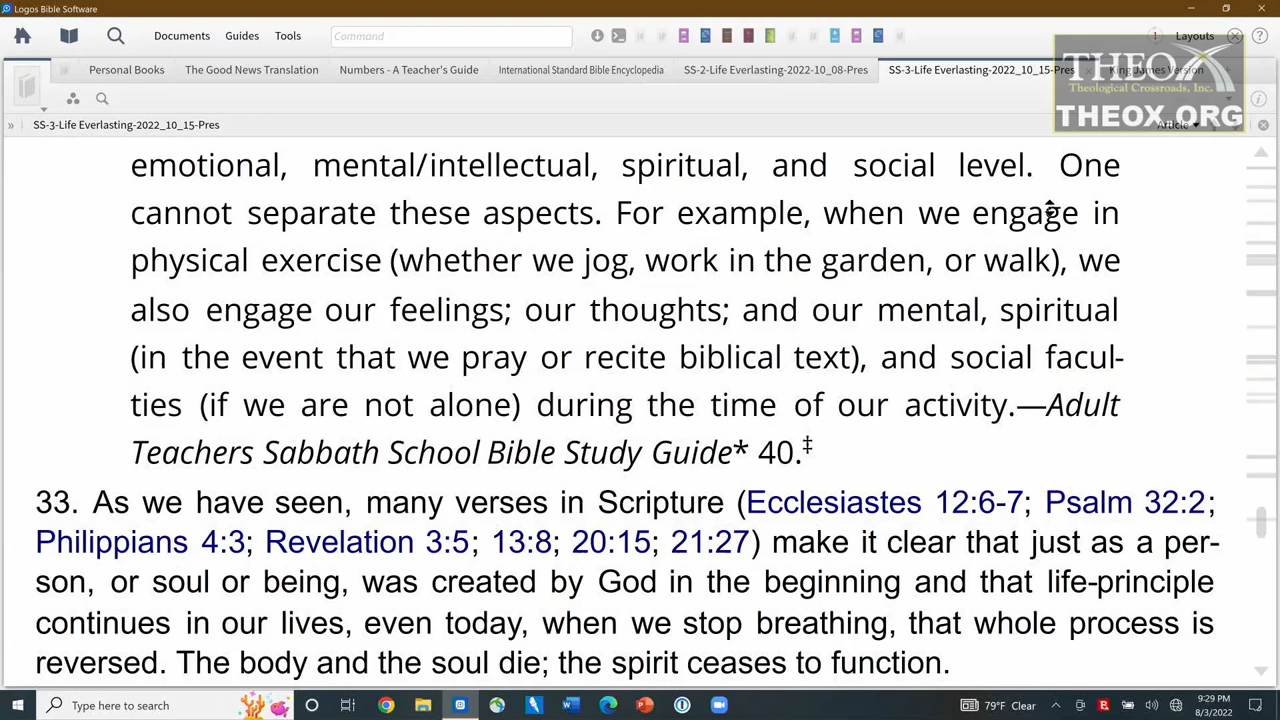 Logos Bible Software
Documents Guides Tools Command Layouts
Personal Books The Good News Translation International Standard Bible Encyclopedia SS-2-Life Everlasting-2022-10_08-Pres SS-3-Life Everlasting-2022_10_15-Pres King James Version
THEOX
Theological Crossroads, Inc.
THEOX.ORG
» SS-3-Life Everlasting-2022_10_15-Pres Article
emotional, mental/intellectual, spiritual, and social level. One
cannot separate these aspects. For example, when we engage in
physical exercise (whether we jog, work in the garden, or walk), we
also engage our feelings; our thoughts; and our mental, spiritual
(in the event that we pray or recite biblical text), and social facul-
ties (if we are not alone) during the time of our activity.—Adult
Teachers Sabbath School Bible Study Guide* 40.‡
33. As we have seen, many verses in Scripture (Ecclesiastes 12:6-7; Psalm 32:2;
Philippians 4:3; Revelation 3:5; 13:8; 20:15; 21:27) make it clear that just as a per-
son, or soul or being, was created by God in the beginning and that life-principle
continues in our lives, even today, when we stop breathing, that whole process is
reversed. The body and the soul die; the spirit ceases to function.
Type here to search 79°F Clear 9:29 PM
8/3/2022